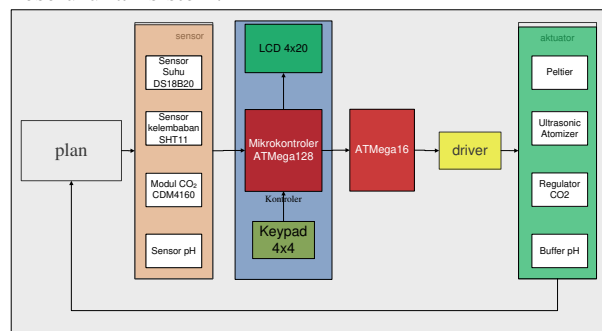 sensor
aktuator
Sensor
Suhu
DS18B20
Sensor
kelembaban
SHT11
Modul CO₂
CDM4160
Sensor pH
plan
LCD 4x20
Mikrokontroler
ATMega128
Kontroler
Keypad
4x4
ATMega16
driver
Peltier
Ultrasonic
Atomizer
Regulator
CO2
Buffer pH